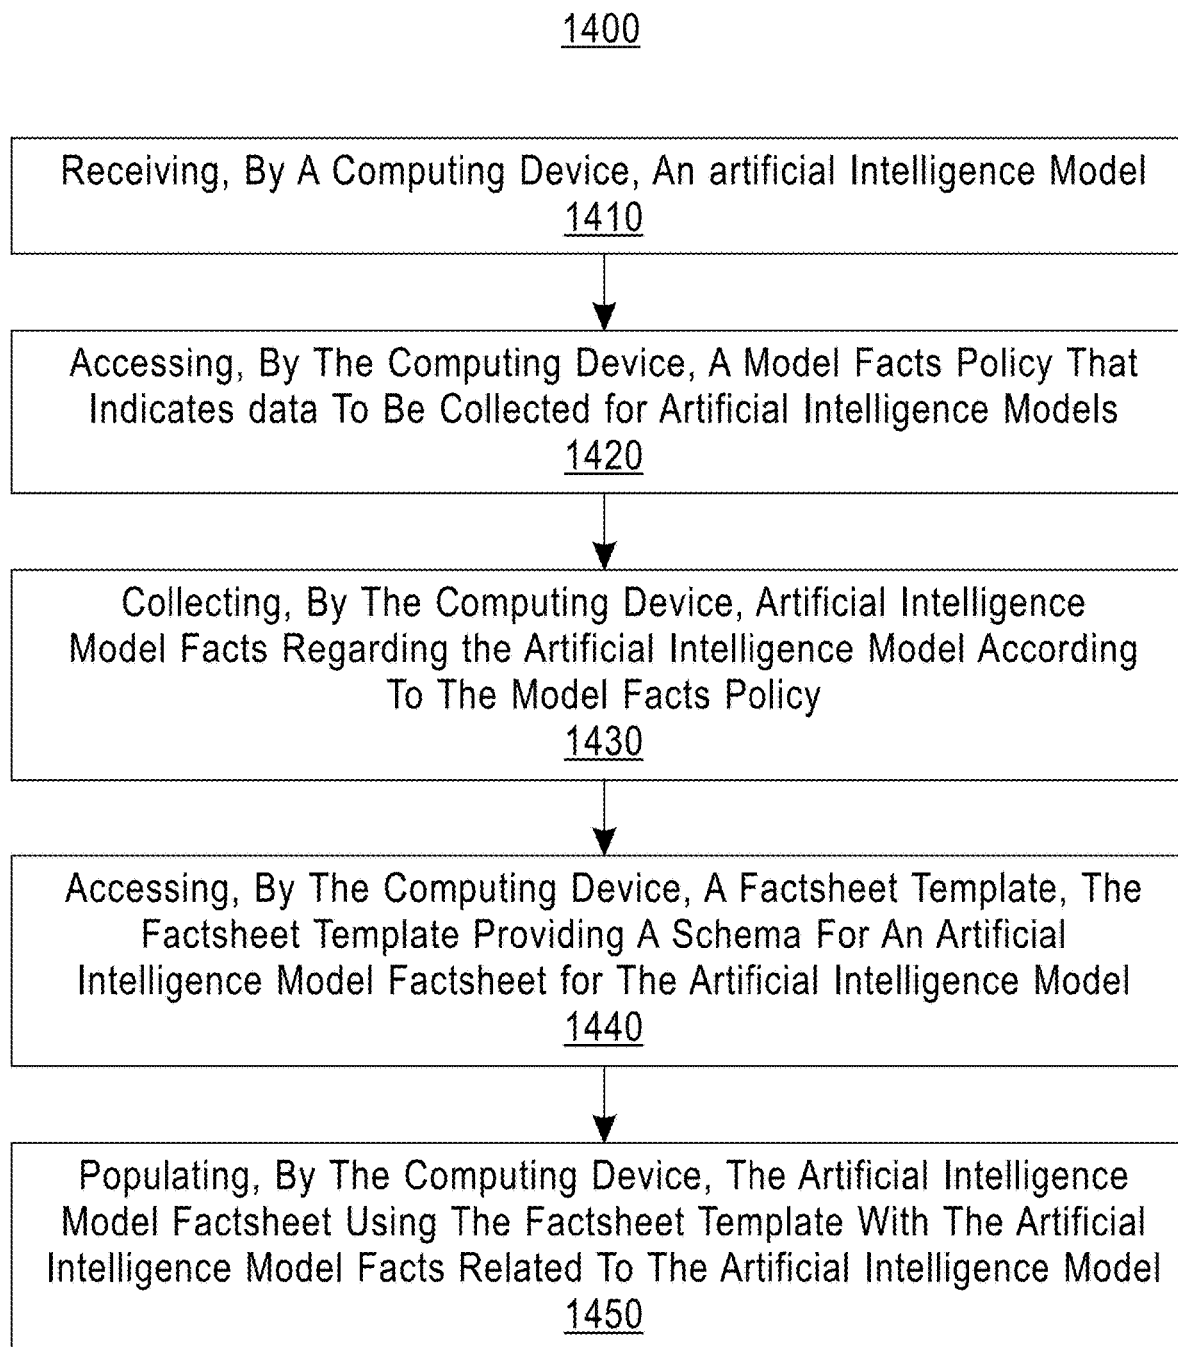 1400
Receiving, By A Computing Device, An artificial Intelligence Model
1410
Accessing, By The Computing Device, A Model Facts Policy That
Indicates data To Be Collected for Artificial Intelligence Models
1420
Collecting, By The Computing Device, Artificial Intelligence
Model Facts Regarding the Artificial Intelligence Model According
To The Model Facts Policy
1430
Accessing, By The Computing Device, A Factsheet Template, The
Factsheet Template Providing A Schema For An Artificial
Intelligence Model Factsheet for The Artificial Intelligence Model
1440
Populating, By The Computing Device, The Artificial Intelligence
Model Factsheet Using The Factsheet Template With The Artificial
Intelligence Model Facts Related To The Artificial Intelligence Model
1450